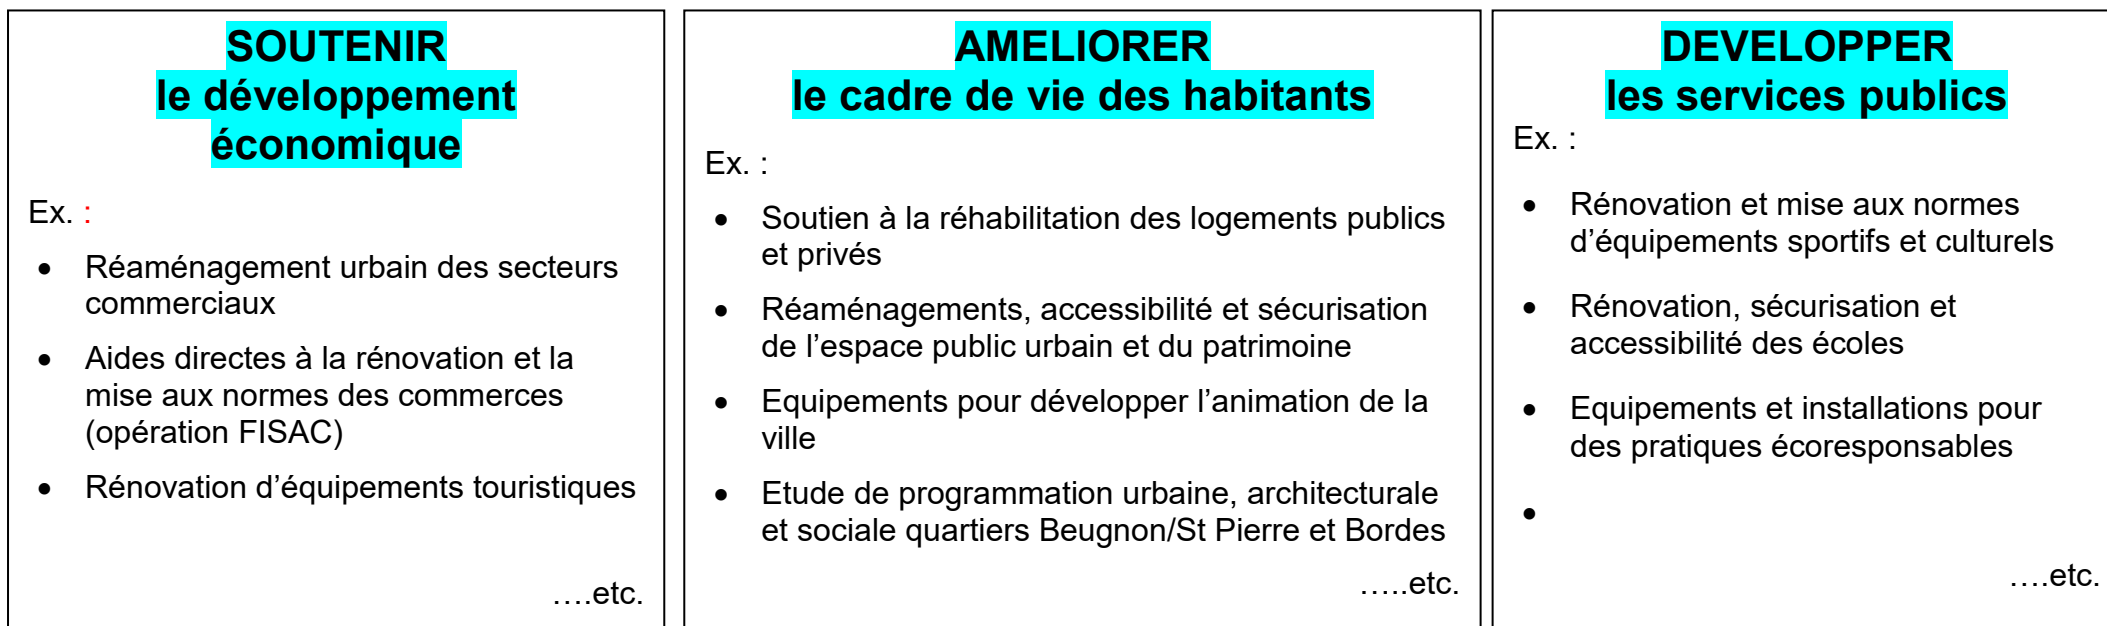 SOUTENIR
le développement
économique
Ex. :
• Réaménagement urbain des secteurs
commerciaux
• Aides directes à la rénovation et la
mise aux normes des commerces
(opération FISAC)
• Rénovation d’équipements touristiques
….etc.
AMELIORER
le cadre de vie des habitants
Ex. :
• Soutien à la réhabilitation des logements publics
et privés
• Réaménagements, accessibilité et sécurisation
de l’espace public urbain et du patrimoine
• Equipements pour développer l’animation de la
ville
• Etude de programmation urbaine, architecturale
et sociale quartiers Beugnon/St Pierre et Bordes
…..etc.
DEVELOPPER
les services publics
Ex. :
• Rénovation et mise aux normes
d’équipements sportifs et culturels
• Rénovation, sécurisation et
accessibilité des écoles
• Equipements et installations pour
des pratiques écoresponsables
•
….etc.